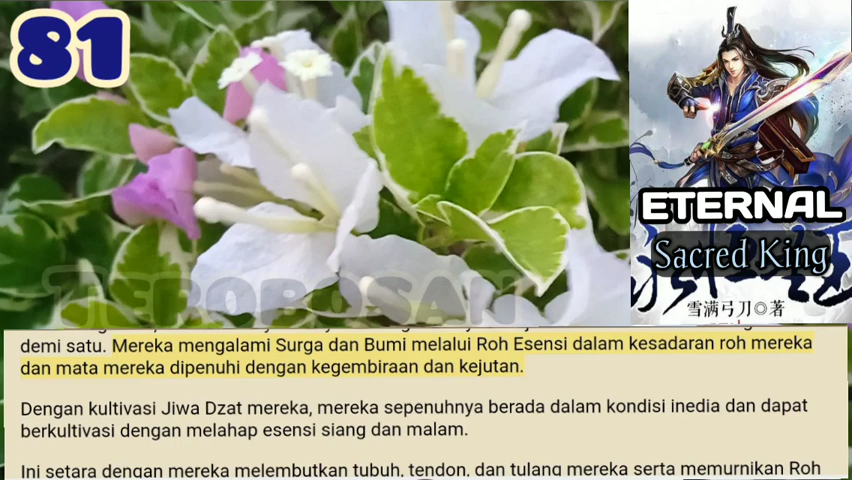 81
ETERNAL
Sacred King
雪满弓刀◎著
TEROBOSAN
demi satu. Mereka mengalami Surga dan Bumi melalui Roh Esensi dalam kesadaran roh mereka
dan mata mereka dipenuhi dengan kegembiraan dan kejutan.
Dengan kultivasi Jiwa Dzat mereka, mereka sepenuhnya berada dalam kondisi inedia dan dapat
berkultivasi dengan melahap esensi siang dan malam.
Ini setara dengan mereka melembutkan tubuh, tendon, dan tulang mereka serta memurnikan Roh